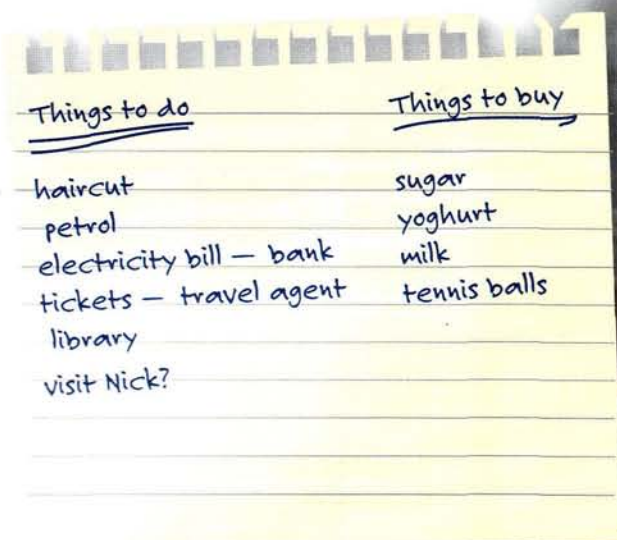 Things to do
haircut
petrol
electricity bill — bank
tickets — travel agent
library
visit Nick?
Things to buy
sugar
yoghurt
milk
tennis balls